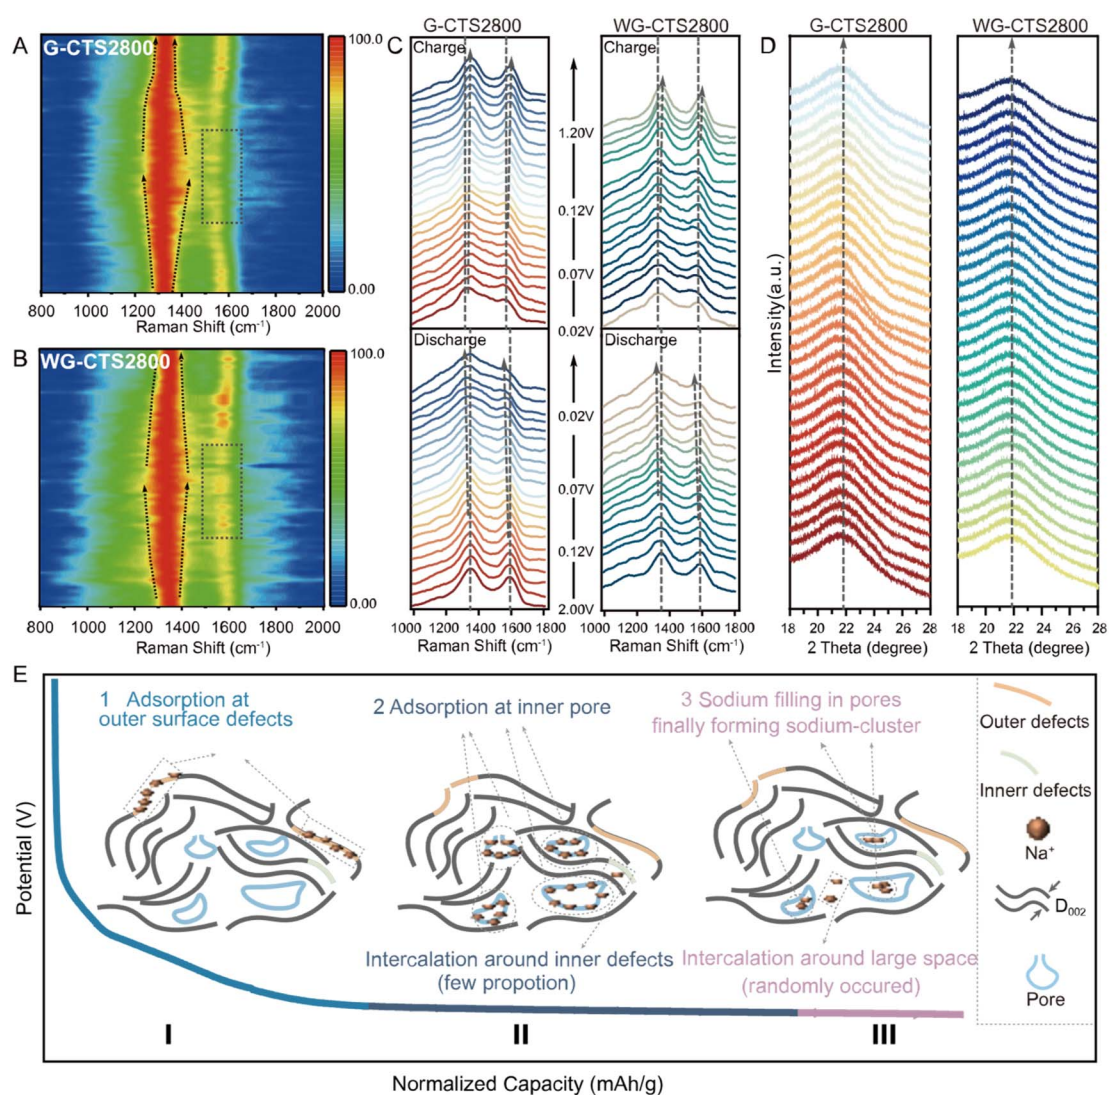 A
G-CTS2800
100.0
0.00
800 1000 1200 1400 1600 1800 2000
Raman Shift (cm-1)
B
WG-CTS2800
100.0
0.00
800 1000 1200 1400 1600 1800 2000
Raman Shift (cm-1)
C
G-CTS2800
WG-CTS2800
Charge
Charge
1.20V
0.12V
0.07V
0.02V
Discharge
Discharge
0.02V
0.07V
0.12V
2.00V
1000 1200 1400 1600 1800
1000 1200 1400 1600 1800
Raman Shift (cm-1)
Raman Shift (cm-1)
D
G-CTS2800
WG-CTS2800
Intensity(a.u.)
18 20 22 24 26 28
18 20 22 24 26 28
2 Theta (degree)
2 Theta (degree)
E
Potential (V)
1 Adsorption at
outer surface defects
2 Adsorption at inner pore
3 Sodium filling in pores
finally forming sodium-cluster
Intercalation around inner defects
(few propotion)
Intercalation around large space
(randomly occured)
I
II
III
Normalized Capacity (mAh/g)
Outer defects
Innerr defects
Na+
D002
Pore